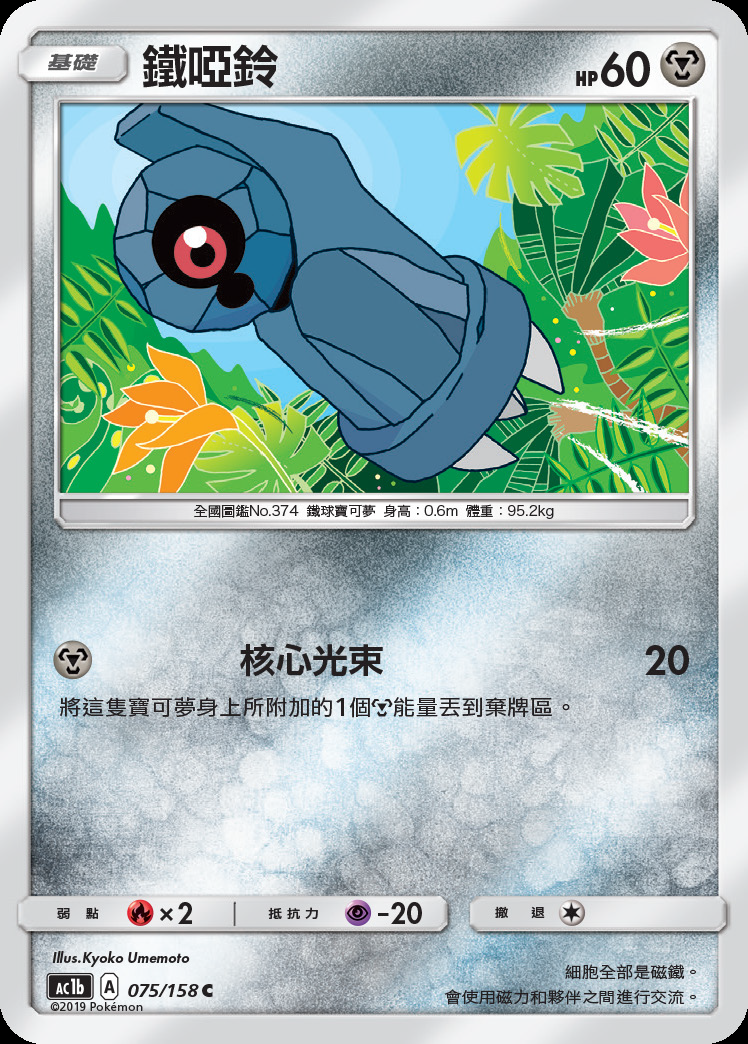 基礎 鐵啞鈴 HP60
全國圖鑑No.374 鐵球寶可夢 身高：0.6m 體重：95.2kg
核心光束 20
將這隻寶可夢身上所附加的1個能量丟到棄牌區。
弱點 ×2 抵抗力 -20 撤退
Illus.Kyoko Umemoto
細胞全部是磁鐵。
AC1b A 075/158 C
會使用磁力和夥伴之間進行交流。
©2019 Pokémon